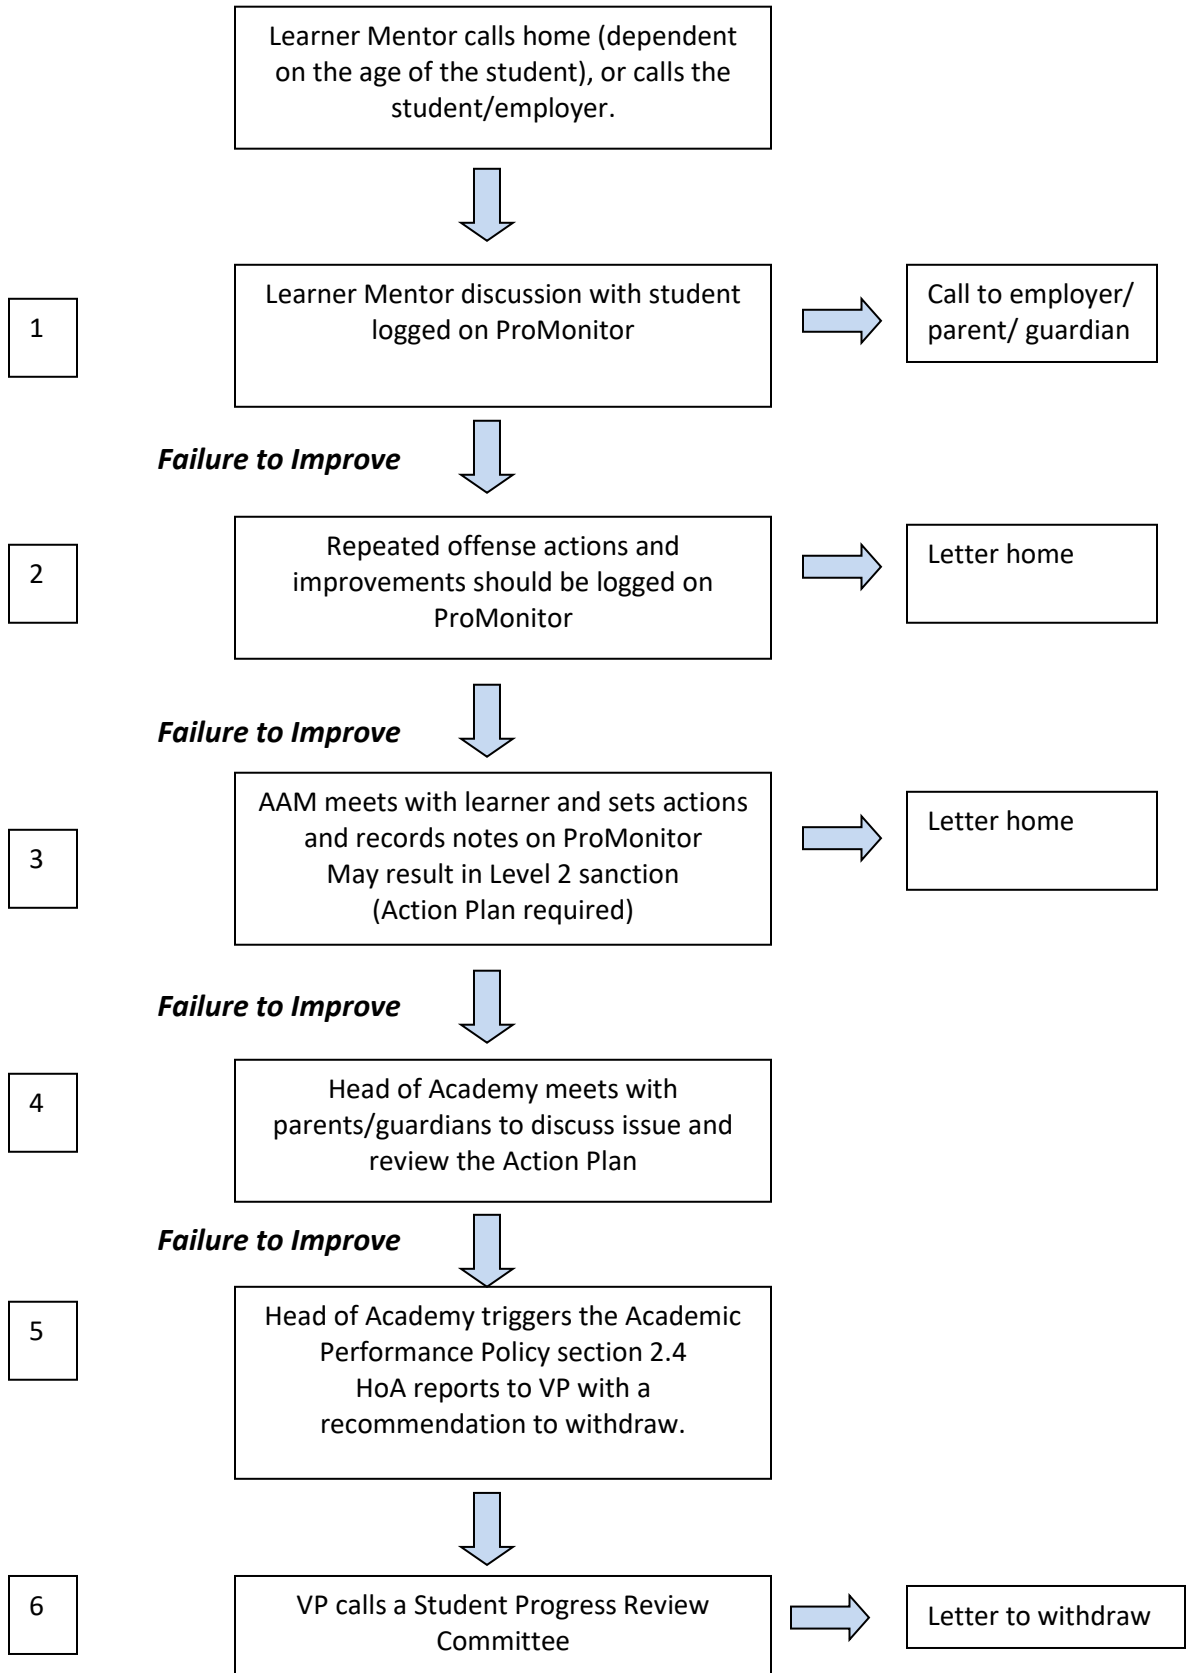 Learner Mentor calls home (dependent
on the age of the student), or calls the
student/employer.
1
Learner Mentor discussion with student
logged on ProMonitor
Call to employer/
parent/ guardian
Failure to Improve
2
Repeated offense actions and
improvements should be logged on
ProMonitor
Letter home
Failure to Improve
3
AAM meets with learner and sets actions
and records notes on ProMonitor
May result in Level 2 sanction
(Action Plan required)
Letter home
Failure to Improve
4
Head of Academy meets with
parents/guardians to discuss issue and
review the Action Plan
Failure to Improve
5
Head of Academy triggers the Academic
Performance Policy section 2.4
HoA reports to VP with a
recommendation to withdraw.
6
VP calls a Student Progress Review
Committee
Letter to withdraw